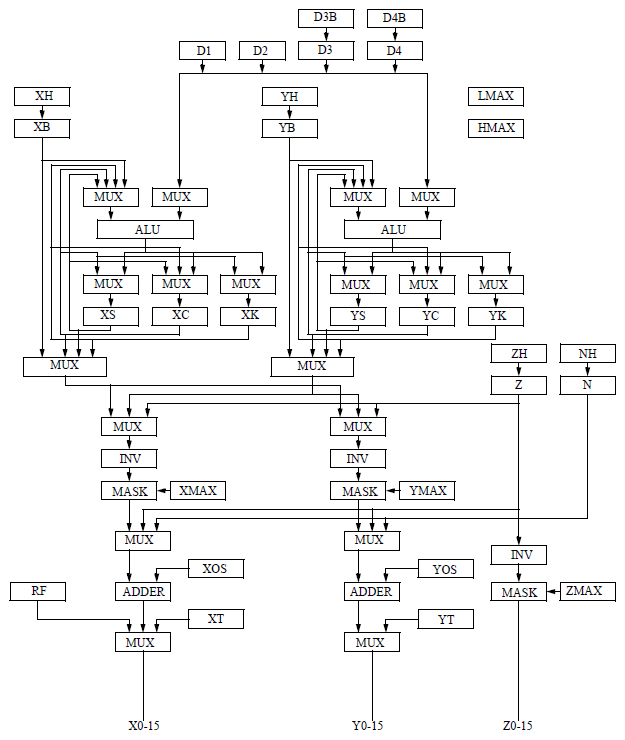 D3B D4B
D1 D2 D3 D4
XH YH LMAX
XB YB HMAX
MUX MUX MUX MUX
ALU ALU
MUX MUX MUX MUX MUX MUX
XS XC XK YS YC YK
MUX MUX ZH NH
Z N
MUX MUX
INV INV
MASK XMAX MASK YMAX
MUX MUX
INV
XOS YOS
RF ADDER ADDER MASK ZMAX
XT YT
MUX MUX
X0-15 Y0-15 Z0-15